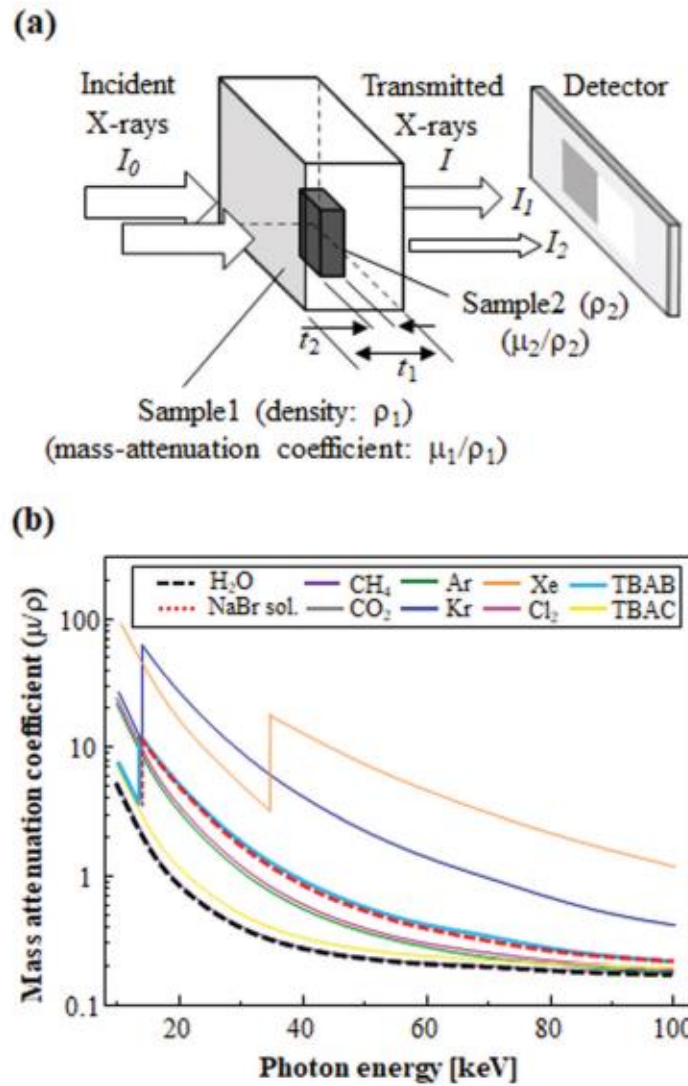 (a)
Incident
X-rays
I₀
Transmitted
X-rays
I
Detector
I₁
I₂
Sample2 (ρ₂)
(μ₂/ρ₂)
t₂
t₁
Sample1 (density: ρ₁)
(mass-attenuation coefficient: μ₁/ρ₁)
(b)
H₂O CH₄ Ar Xe TBAB
NaBr sol. CO₂ Kr Cl₂ TBAC
Mass attenuation coefficient (μ/ρ)
100
10
1
0.1
20 40 60 80 100
Photon energy [keV]